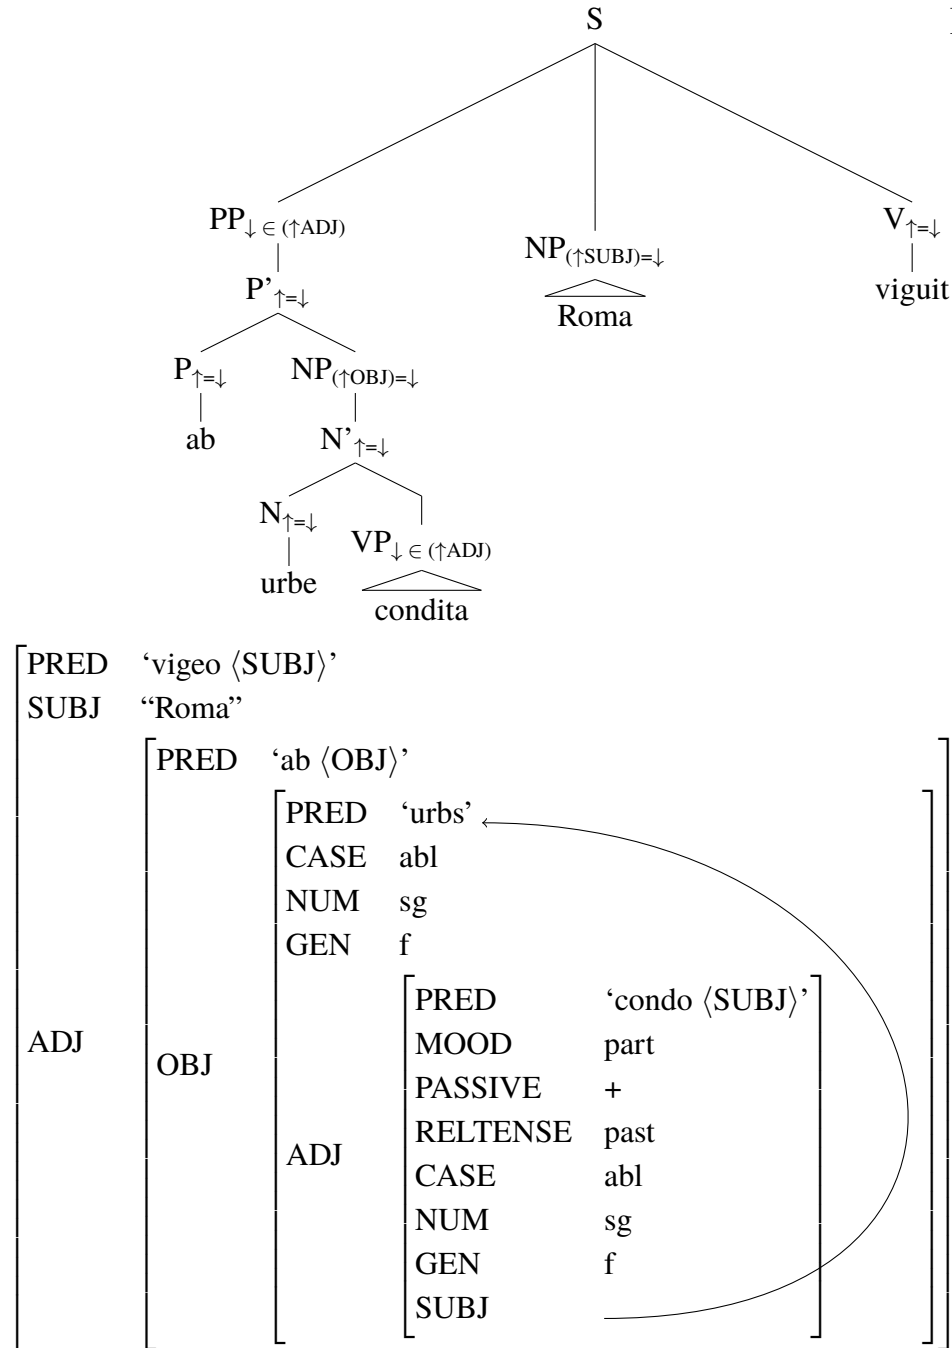 S
PP↓ ∈ (↑ADJ)
NP(↑SUBJ)=↓
V↑=↓
P’↑=↓
Roma
viguit
P↑=↓
NP(↑OBJ)=↓
ab
N’↑=↓
N↑=↓
VP↓ ∈ (↑ADJ)
urbe
condita
PRED ‘vigeo ⟨SUBJ⟩’
SUBJ “Roma”
PRED ‘ab ⟨OBJ⟩’
PRED ‘urbs’
CASE abl
NUM sg
GEN f
PRED ‘condo ⟨SUBJ⟩’
ADJ
MOOD part
OBJ
PASSIVE +
RELTENSE past
ADJ
CASE abl
NUM sg
GEN f
SUBJ